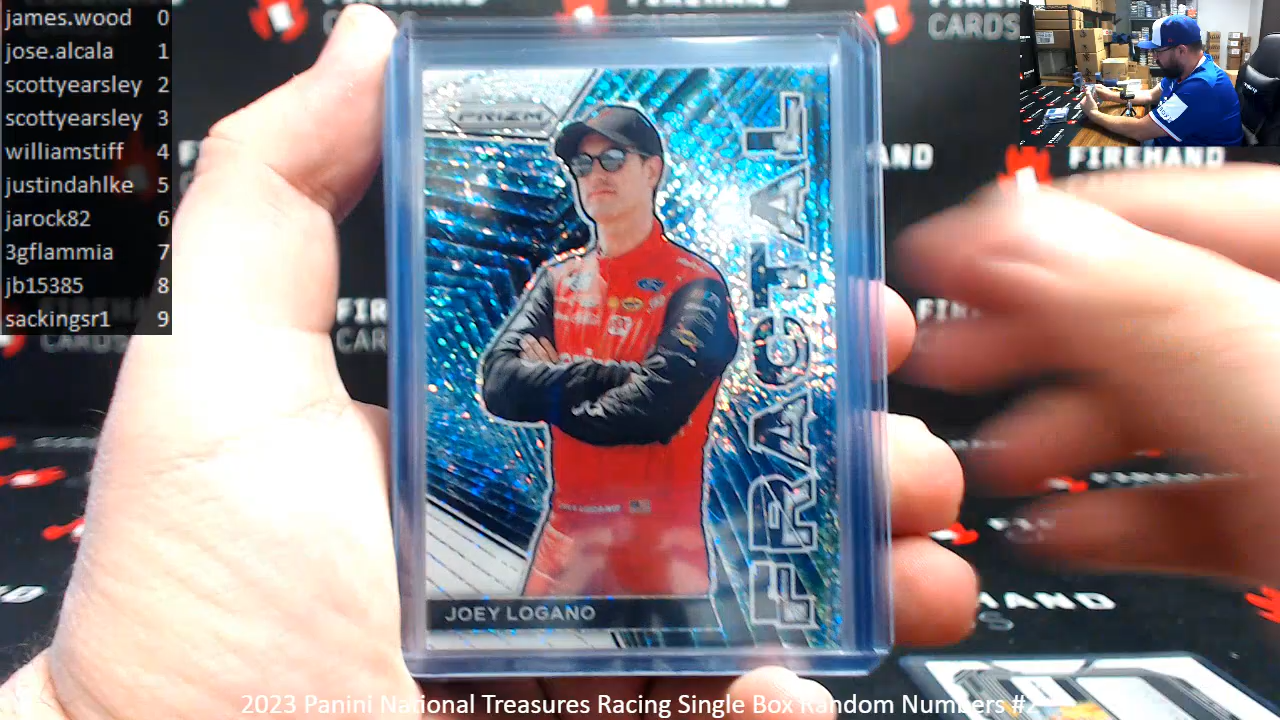 james.wood 0
jose.alcala 1
scottyearsley 2
scottyearsley 3
williamstiff 4
justindahlke 5
jarock82 6
3gflammia 7
jb15385 8
sackingsr1 9
FIREHAND
CARDS
FIREHAND
CARDS
PRIZM
FRACTAL
JOEY LOGANO
2023 Panini National Treasures Racing Single Box Random Numbers #2